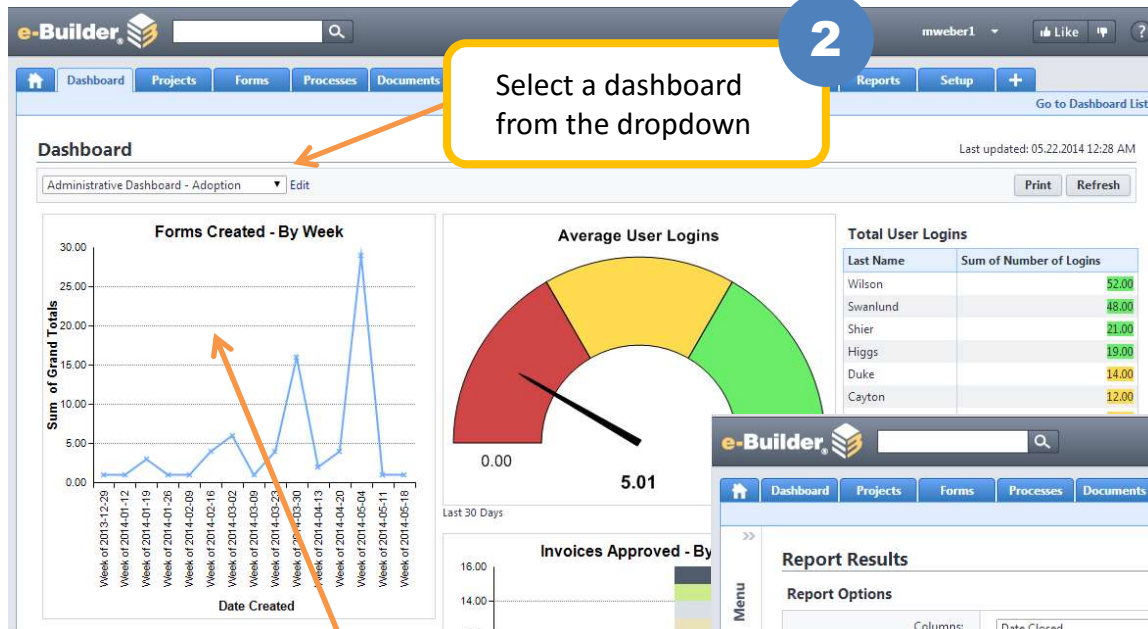 e-Builder®
mweber1
Like
?
2
Select a dashboard
from the dropdown
Dashboard
Projects
Forms
Processes
Documents
Reports
Setup
+
Go to Dashboard List
Dashboard
Last updated: 05.22.2014 12:28 AM
Administrative Dashboard - Adoption
Edit
Print
Refresh
Forms Created - By Week
30.00
25.00
20.00
15.00
10.00
5.00
0.00
Sum of Grand Totals
Week of 2013-12-29
Week of 2014-01-12
Week of 2014-01-19
Week of 2014-01-26
Week of 2014-02-09
Week of 2014-02-16
Week of 2014-03-02
Week of 2014-03-09
Week of 2014-03-23
Week of 2014-03-30
Week of 2014-04-13
Week of 2014-04-20
Week of 2014-05-04
Week of 2014-05-11
Week of 2014-05-18
Date Created
Average User Logins
0.00
5.01
Last 30 Days
Total User Logins
Last Name Sum of Number of Logins
Wilson 52.00
Swanlund 48.00
Shier 21.00
Higgs 19.00
Duke 14.00
Cayton 12.00
Invoices Approved - By
16.00
14.00
e-Builder®
Dashboard
Projects
Forms
Processes
Documents
>>
Menu
Report Results
Report Options
Columns:
Date Closed